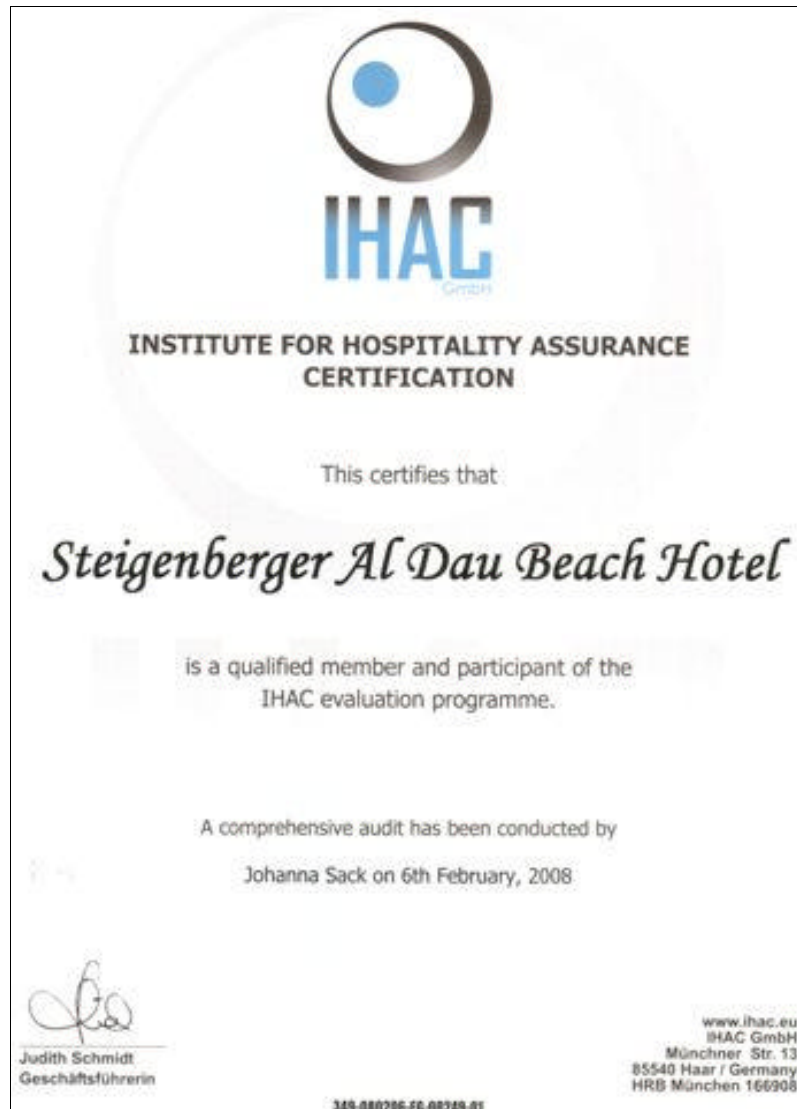 IHAC
GmbH
INSTITUTE FOR HOSPITALITY ASSURANCE
CERTIFICATION
This certifies that
Steigenberger Al Dau Beach Hotel
is a qualified member and participant of the
IHAC evaluation programme.
A comprehensive audit has been conducted by
Johanna Sack on 6th February, 2008
Judith Schmidt
Geschäftsführerin
www.ihac.eu
IHAC GmbH
Münchner Str. 13
85540 Haar / Germany
HRB München 166908